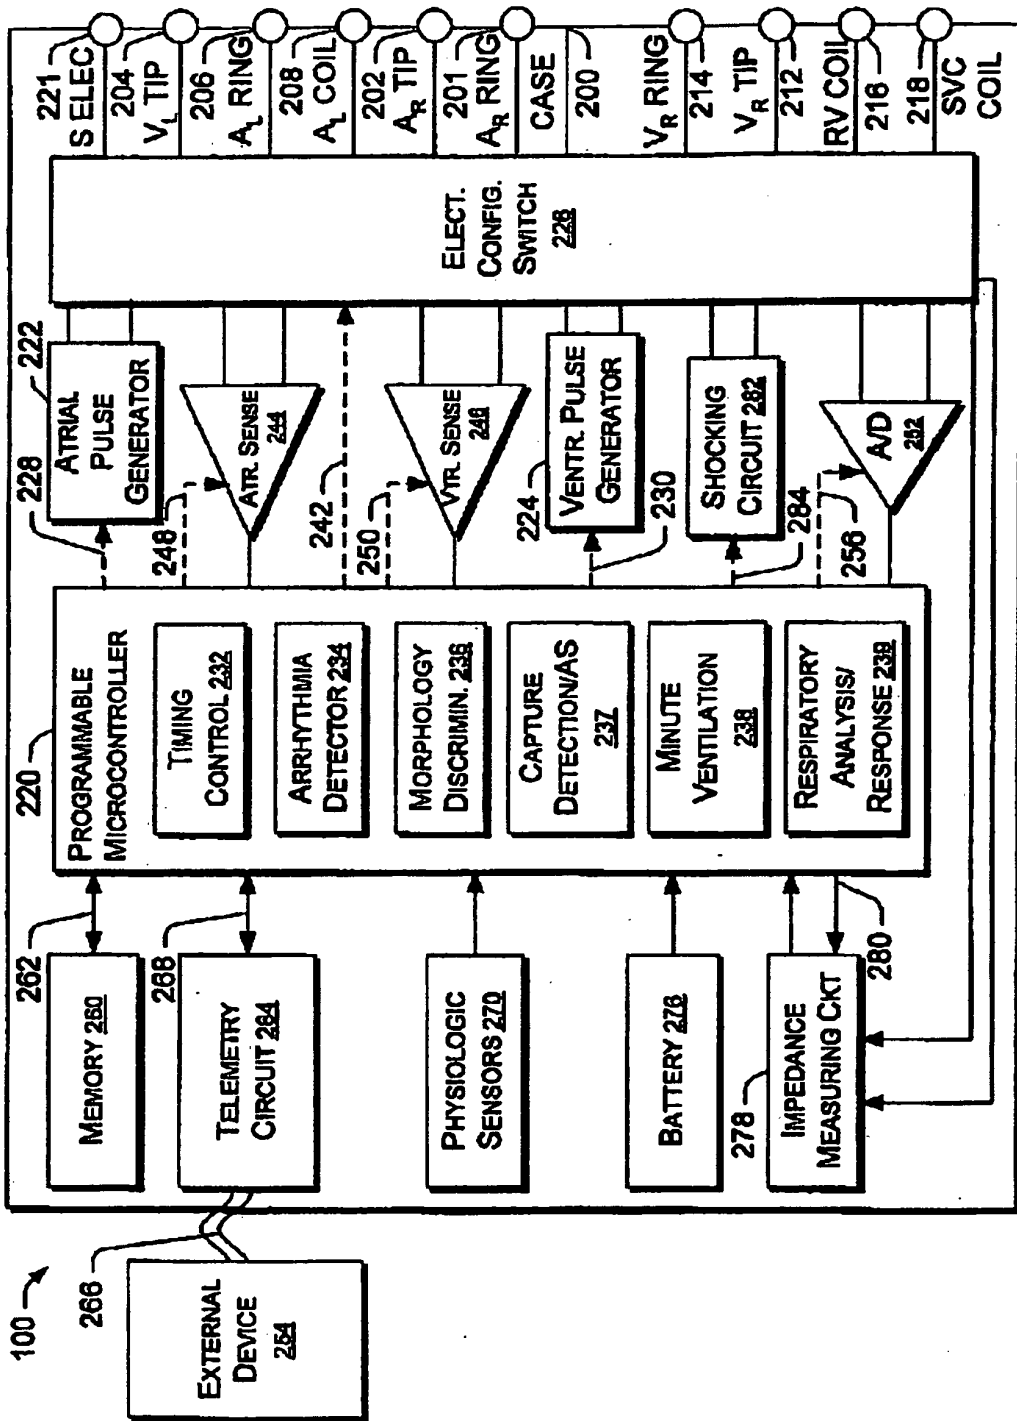 100
EXTERNAL
DEVICE
254
266
MEMORY 260
262
TELEMETRY
CIRCUIT 264
268
PHYSIOLOGIC
SENSORS 270
BATTERY 276
278
IMPEDANCE
MEASURING CKT
280
220
PROGRAMMABLE
MICROCONTROLLER
TIMING
CONTROL 232
ARRHYTHMIA
DETECTOR 234
MORPHOLOGY
DISCRIMIN. 236
CAPTURE
DETECTION/AS
237
MINUTE
VENTILATION
238
RESPIRATORY
ANALYSIS/
RESPONSE 239
228
222
ATRIAL
PULSE
GENERATOR
248
ATR. SENSE
244
242
250
VTR. SENSE
246
224
VENTR. PULSE
GENERATOR
230
SHOCKING
CIRCUIT 282
284
256
A/D
252
ELECT.
CONFIG.
SWITCH
226
221
S ELEC
204
VL TIP
206
AL RING
208
AL COIL
202
AR TIP
201
AR RING
CASE
200
VR RING
214
VR TIP
212
RV COIL
216
218
SVC
COIL